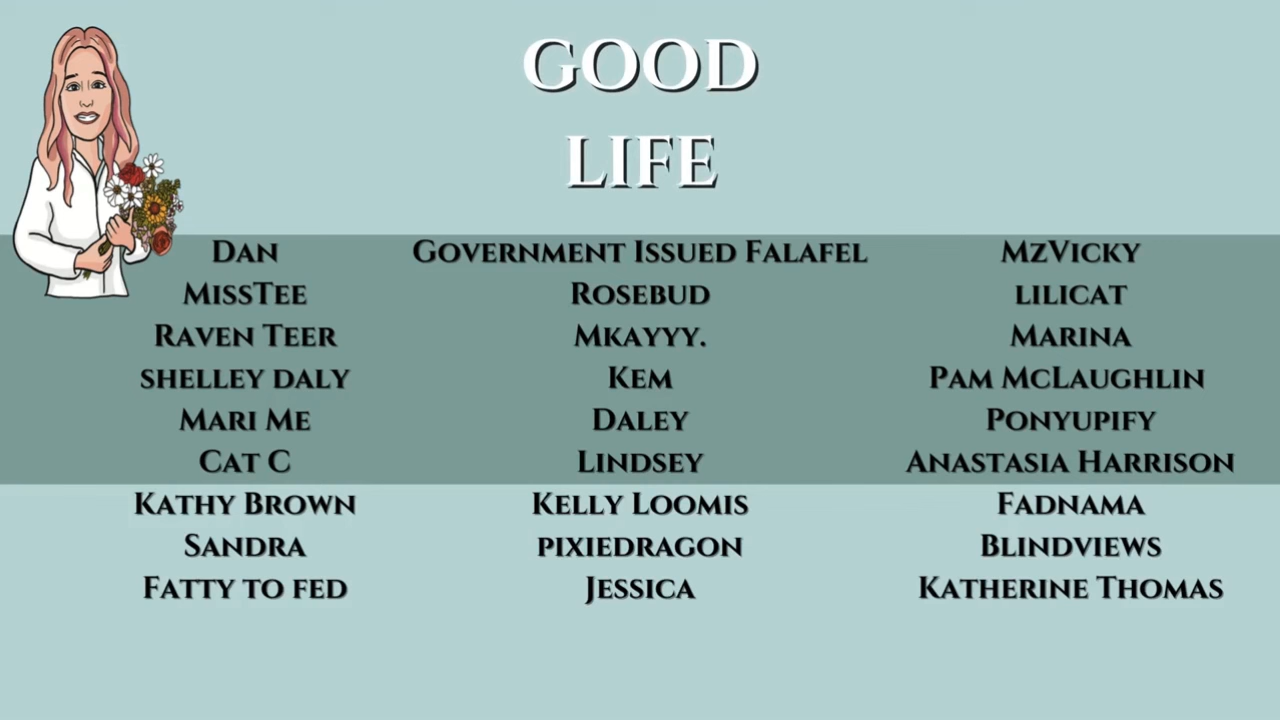 GOOD
LIFE
Dan Government Issued Falafel MzVicky
MissTee Rosebud lilicat
Raven Teer Mkayyy. Marina
shelley daly Kem Pam McLaughlin
Mari Me Daley Ponyupify
Cat C Lindsey Anastasia Harrison
Kathy Brown Kelly Loomis Fadnama
Sandra pixiedragon Blindviews
Fatty to fed Jessica Katherine Thomas